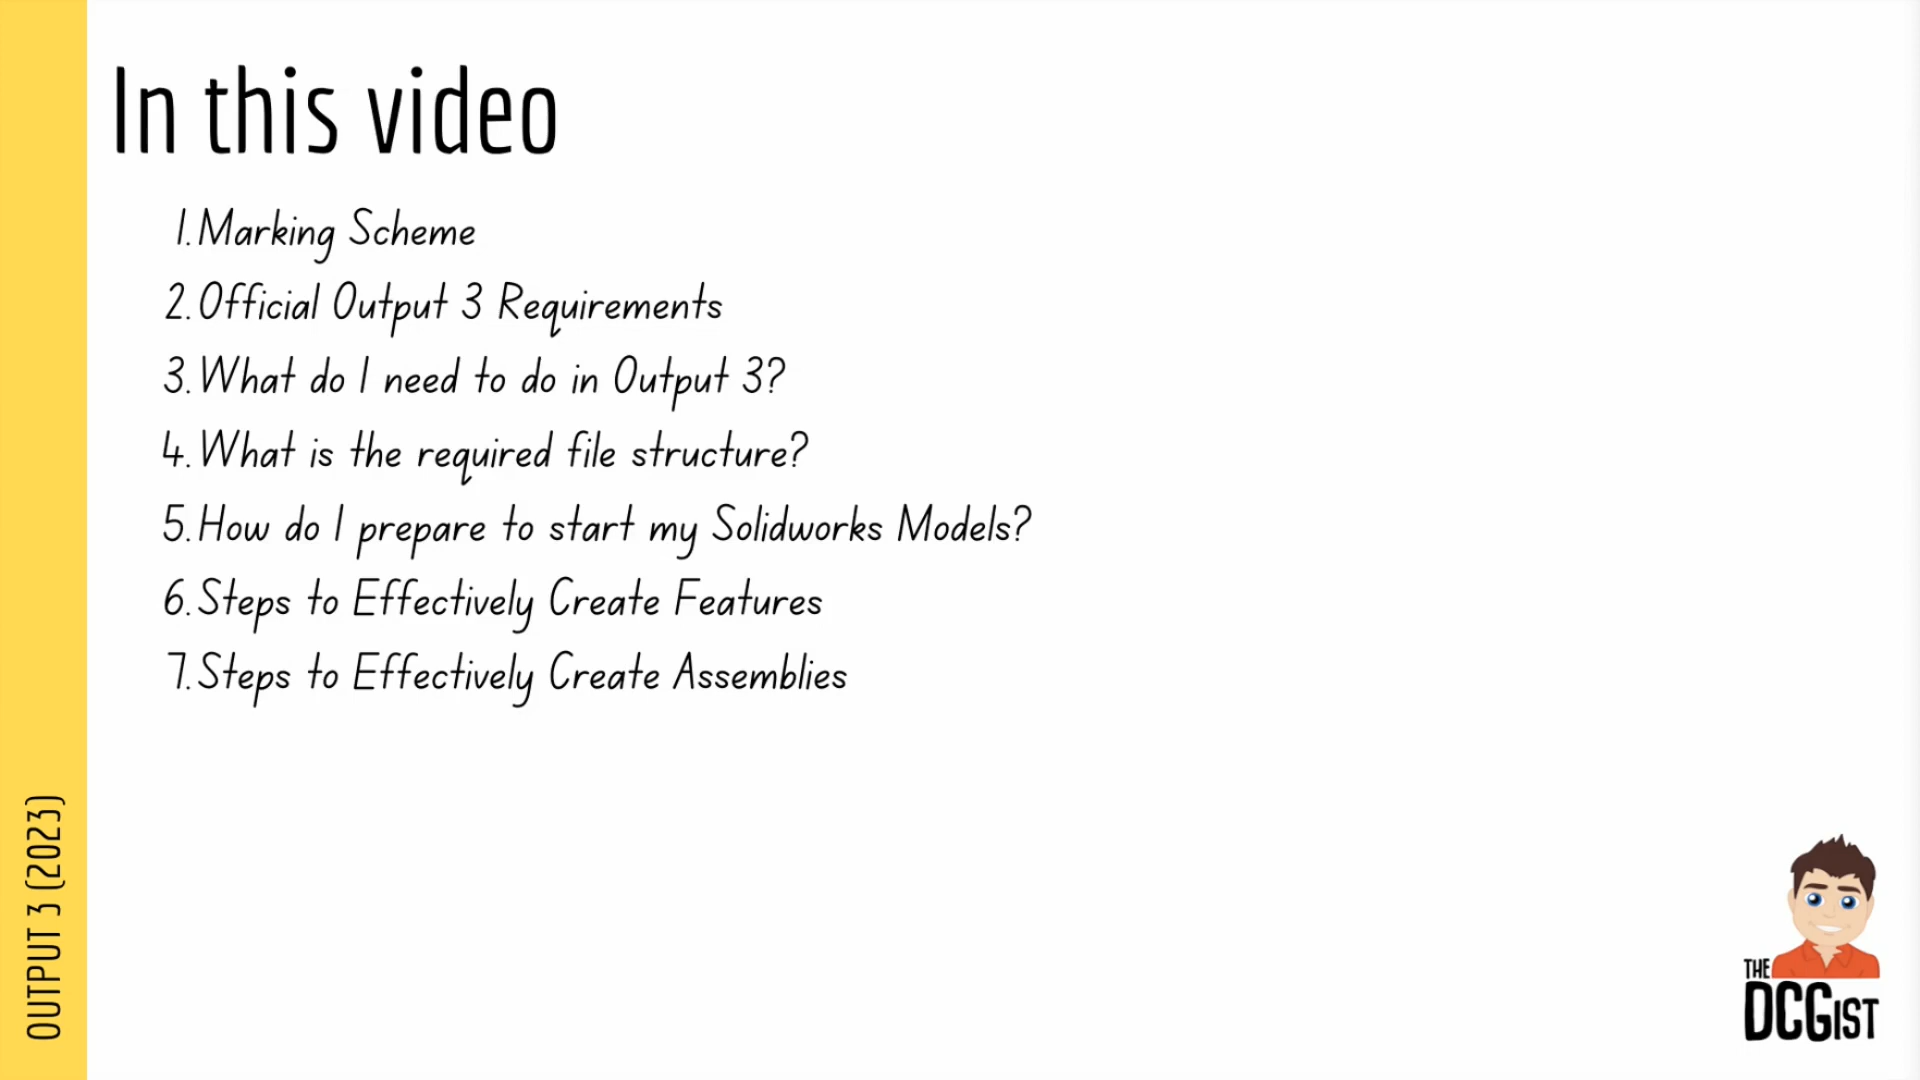 In this video
1. Marking Scheme
2. Official Output 3 Requirements
3. What do I need to do in Output 3?
4. What is the required file structure?
5. How do I prepare to start my Solidworks Models?
6. Steps to Effectively Create Features
7. Steps to Effectively Create Assemblies
OUTPUT 3 (2023)
THE
DCGIST